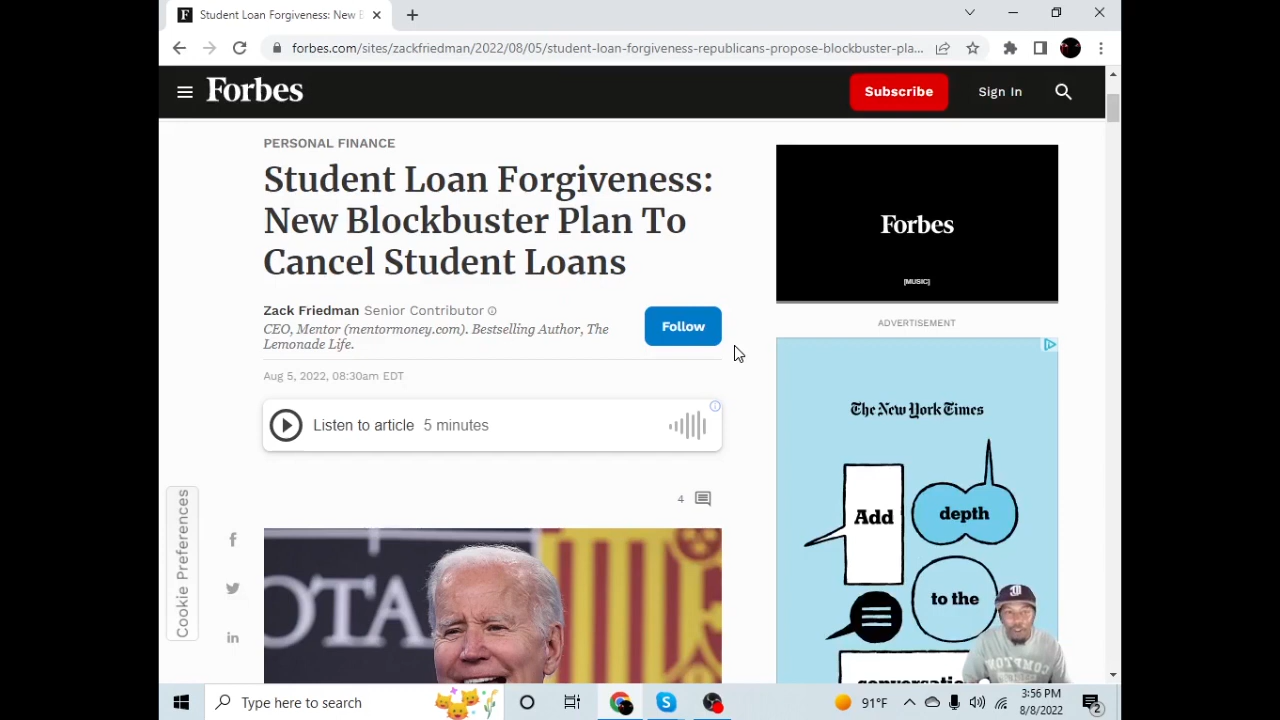 Student Loan Forgiveness: New B
forbes.com/sites/zackfriedman/2022/08/05/student-loan-forgiveness-republicans-propose-blockbuster-pla...
Forbes
Subscribe
Sign In
PERSONAL FINANCE
Student Loan Forgiveness:
New Blockbuster Plan To
Cancel Student Loans
Zack Friedman Senior Contributor
CEO, Mentor (mentormoney.com). Bestselling Author, The
Lemonade Life.
Follow
Aug 5, 2022, 08:30am EDT
Listen to article 5 minutes
4
Cookie Preferences
OTA
Forbes
[MUSIC]
ADVERTISEMENT
The New York Times
Add
depth
to the
COMPTON
Type here to search
91°F
3:56 PM
8/8/2022
2